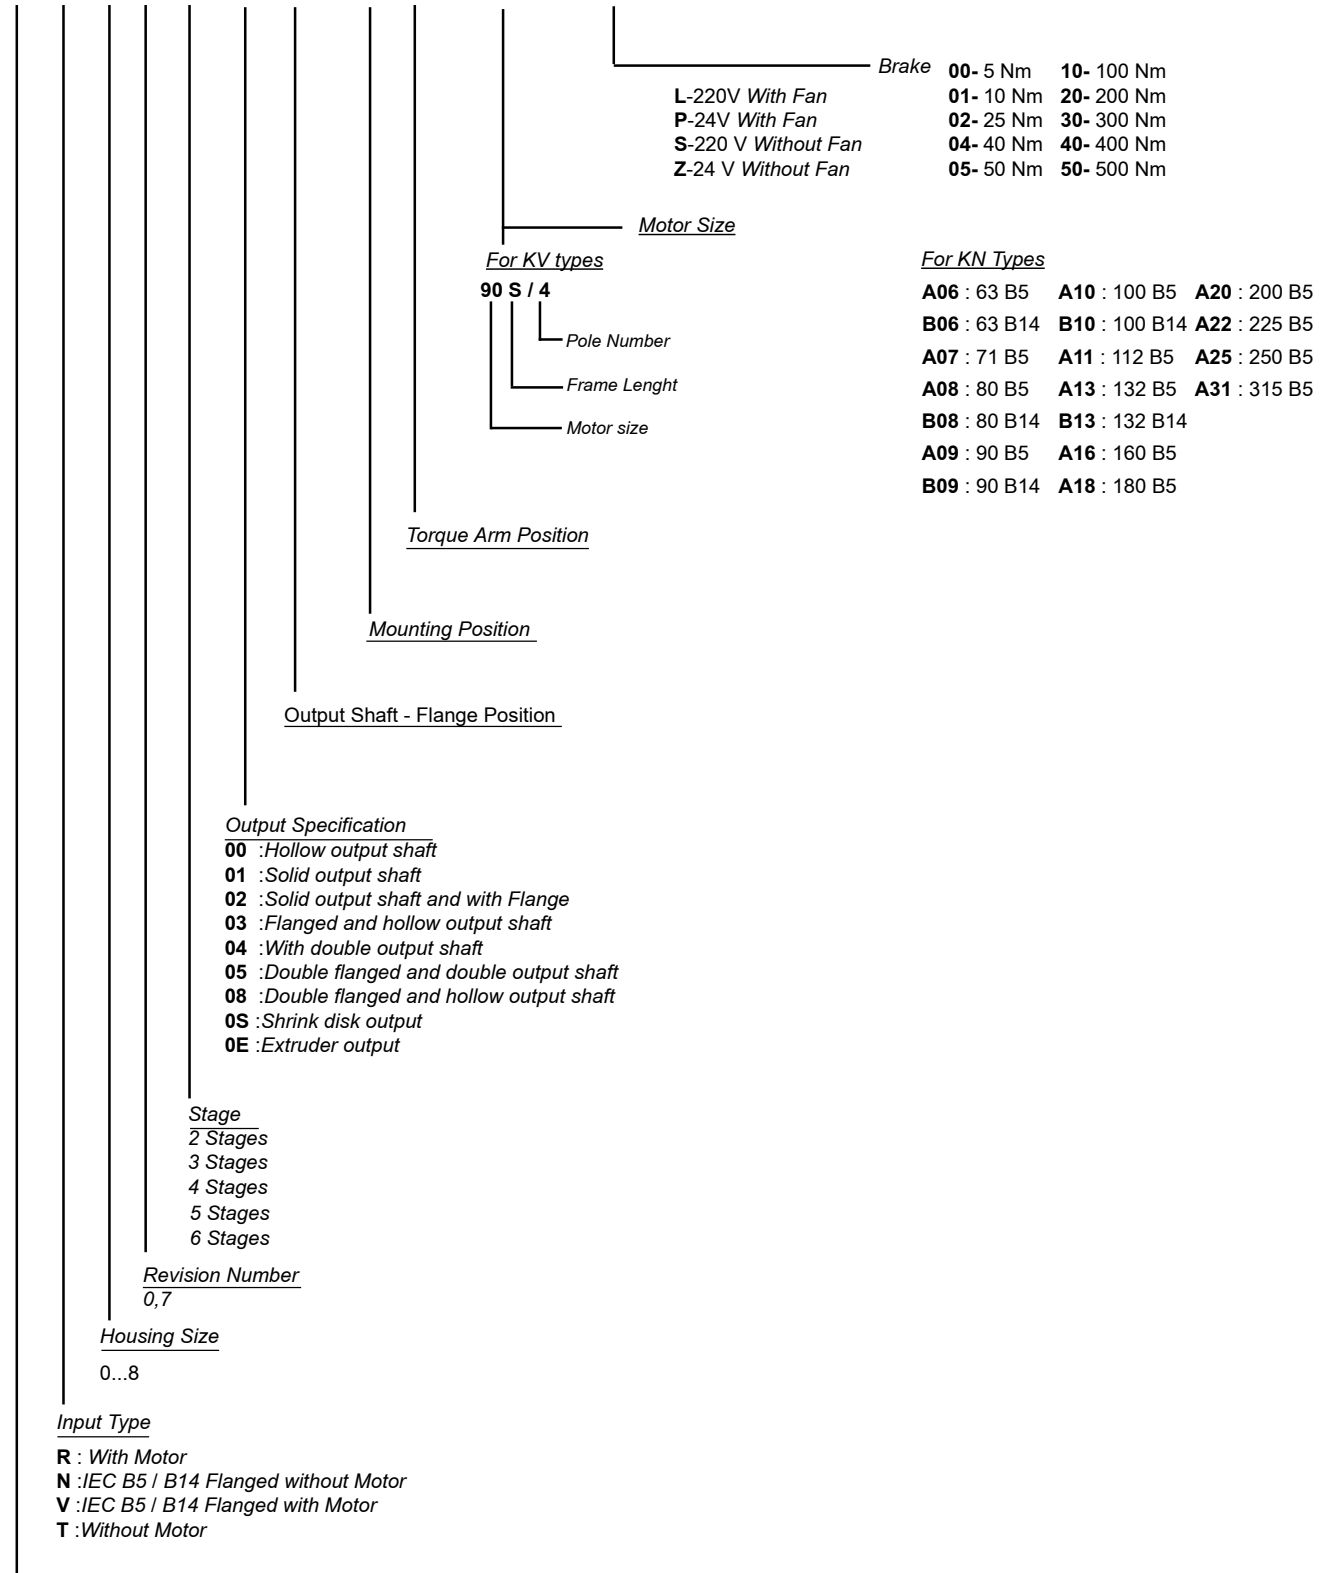 Brake 00- 5 Nm 10- 100 Nm
L-220V With Fan 01- 10 Nm 20- 200 Nm
P-24V With Fan 02- 25 Nm 30- 300 Nm
S-220 V Without Fan 04- 40 Nm 40- 400 Nm
Z-24 V Without Fan 05- 50 Nm 50- 500 Nm
Motor Size
For KV types
90 S / 4
Pole Number
Frame Lenght
Motor size
For KN Types
A06 : 63 B5 A10 : 100 B5 A20 : 200 B5
B06 : 63 B14 B10 : 100 B14 A22 : 225 B5
A07 : 71 B5 A11 : 112 B5 A25 : 250 B5
A08 : 80 B5 A13 : 132 B5 A31 : 315 B5
B08 : 80 B14 B13 : 132 B14
A09 : 90 B5 A16 : 160 B5
B09 : 90 B14 A18 : 180 B5
Torque Arm Position
Mounting Position
Output Shaft - Flange Position
Output Specification
00 :Hollow output shaft
01 :Solid output shaft
02 :Solid output shaft and with Flange
03 :Flanged and hollow output shaft
04 :With double output shaft
05 :Double flanged and double output shaft
08 :Double flanged and hollow output shaft
0S :Shrink disk output
0E :Extruder output
Stage
2 Stages
3 Stages
4 Stages
5 Stages
6 Stages
Revision Number
0,7
Housing Size
0...8
Input Type
R : With Motor
N :IEC B5 / B14 Flanged without Motor
V :IEC B5 / B14 Flanged with Motor
T :Without Motor